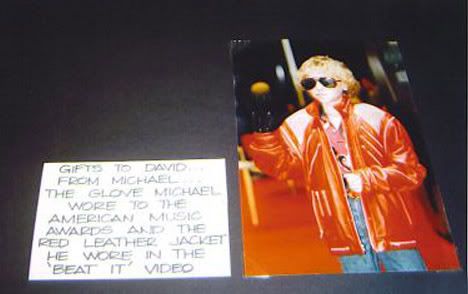 GIFTS TO DAVID...
FROM MICHAEL...
THE GLOVE MICHAEL
WORE TO THE
AMERICAN MUSIC
AWARDS AND THE
RED LEATHER JACKET
HE WORE IN THE
'BEAT IT' VIDEO